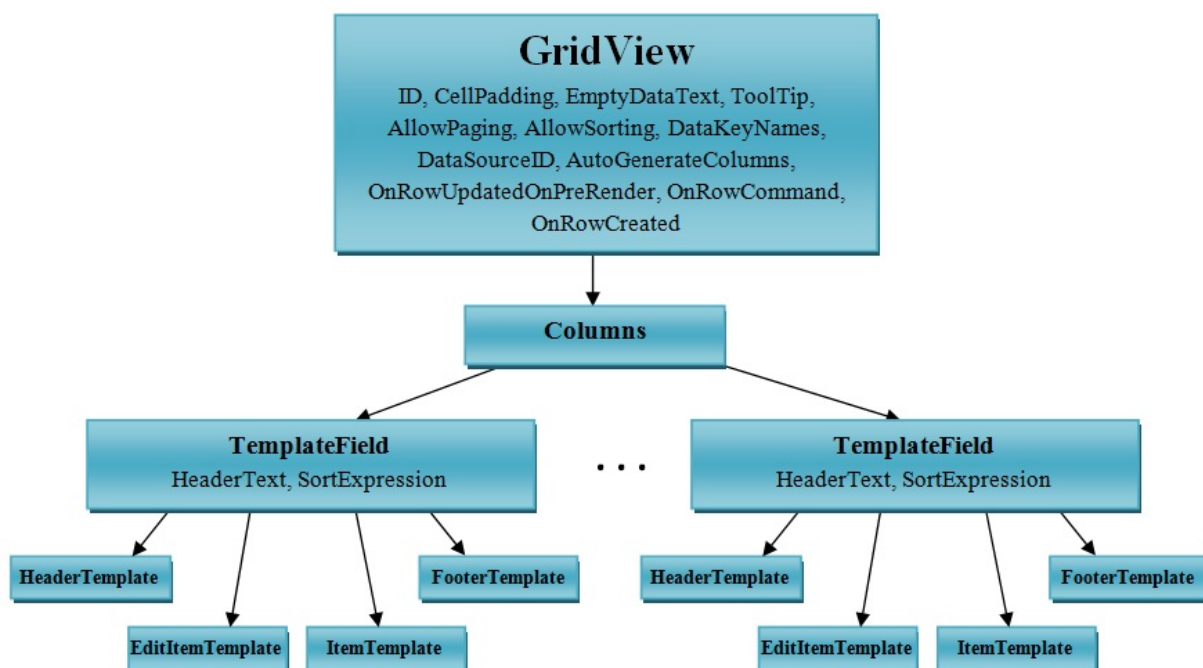 GridView
ID, CellPadding, EmptyDataText, ToolTip,
AllowPaging, AllowSorting, DataKeyNames,
DataSourceID, AutoGenerateColumns,
OnRowUpdatedOnPreRender, OnRowCommand,
OnRowCreated
Columns
TemplateField
HeaderText, SortExpression
. . .
TemplateField
HeaderText, SortExpression
HeaderTemplate
FooterTemplate
HeaderTemplate
FooterTemplate
EditItemTemplate
ItemTemplate
EditItemTemplate
ItemTemplate